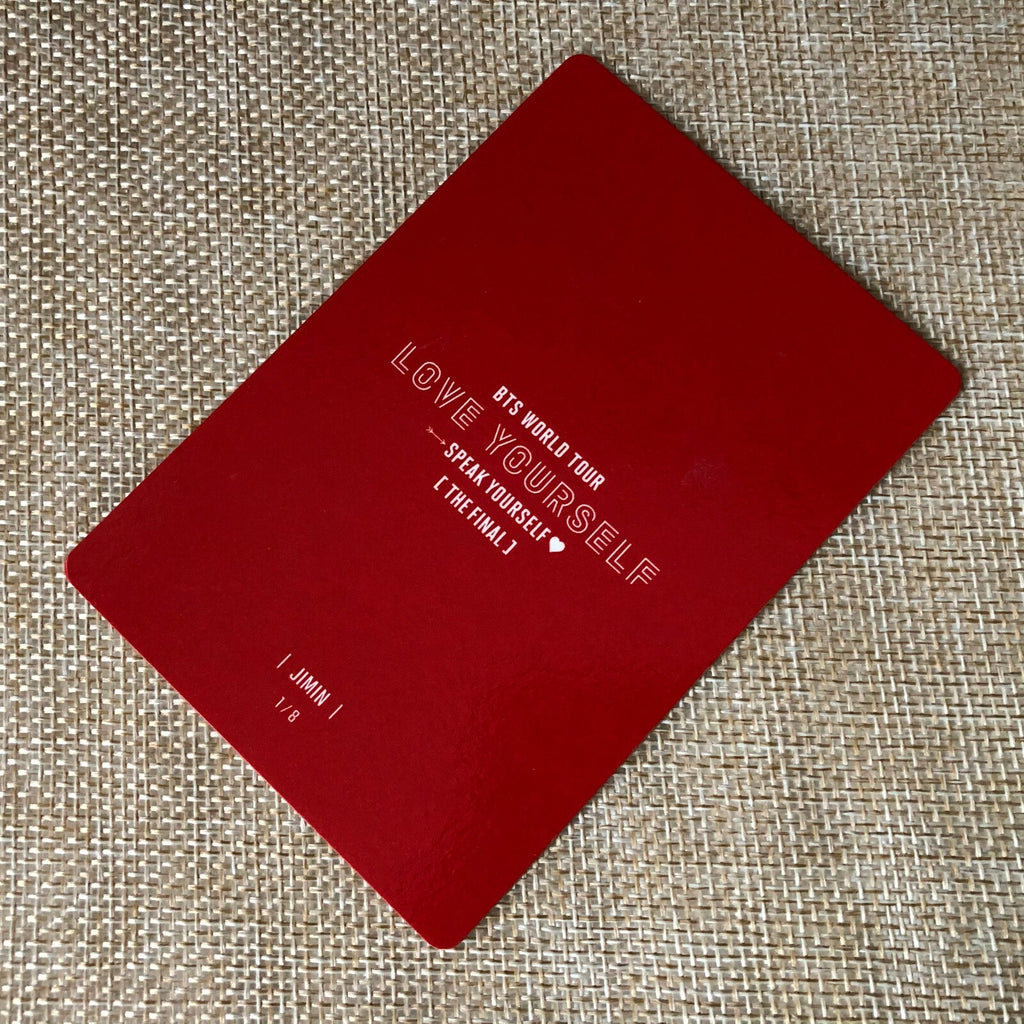 BTS WORLD TOUR
LOVE YOURSELF
SPEAK YOURSELF♥
[ THE FINAL ]
| JIMIN |
1/8